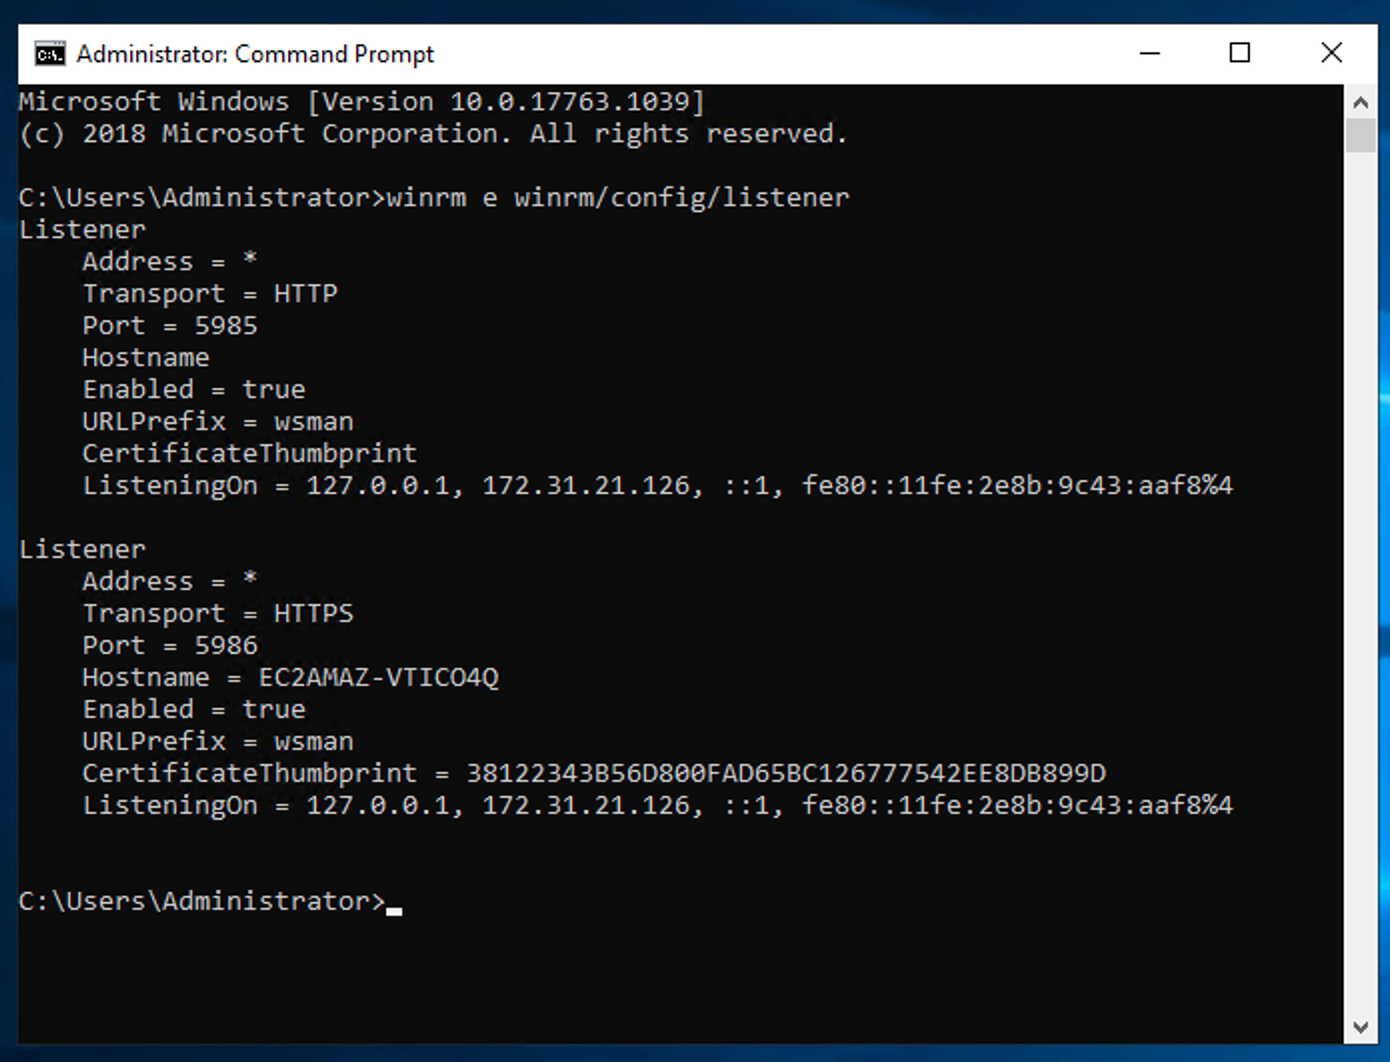 Administrator: Command Prompt
Microsoft Windows [Version 10.0.17763.1039]
(c) 2018 Microsoft Corporation. All rights reserved.
C:\Users\Administrator>winrm e winrm/config/listener
Listener
    Address = *
    Transport = HTTP
    Port = 5985
    Hostname
    Enabled = true
    URLPrefix = wsman
    CertificateThumbprint
    ListeningOn = 127.0.0.1, 172.31.21.126, ::1, fe80::11fe:2e8b:9c43:aaf8%4
Listener
    Address = *
    Transport = HTTPS
    Port = 5986
    Hostname = EC2AMAZ-VTICO4Q
    Enabled = true
    URLPrefix = wsman
    CertificateThumbprint = 38122343B56D800FAD65BC126777542EE8DB899D
    ListeningOn = 127.0.0.1, 172.31.21.126, ::1, fe80::11fe:2e8b:9c43:aaf8%4
C:\Users\Administrator>